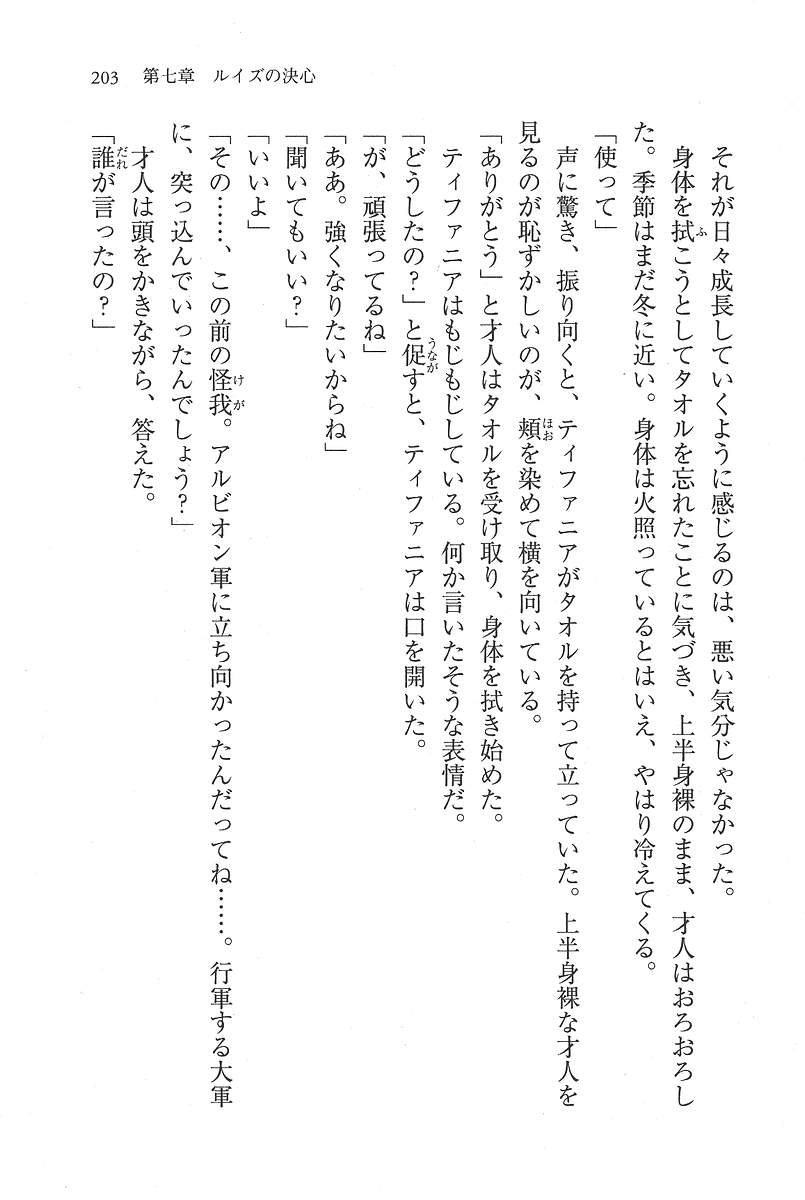 203　第七章　ルイズの決心
それが日々成長していくように感じるのは、悪い気分じゃなかった。
身体を拭こうとしてタオルを忘れたことに気づき、上半身裸のまま、才人はおろおろし
た。季節はまだ冬に近い。身体は火照っているとはいえ、やはり冷えてくる。
「使って」
声に驚き、振り向くと、ティファニアがタオルを持って立っていた。上半身裸な才人を
見るのが恥ずかしいのが、頬を染めて横を向いている。
「ありがとう」と才人はタオルを受け取り、身体を拭き始めた。
ティファニアはもじもじしている。何か言いたそうな表情だ。
「どうしたの？」と促すと、ティファニアは口を開いた。
「が、頑張ってるね」
「ああ。強くなりたいからね」
「聞いてもいい？」
「いいよ」
「その……、この前の怪我。アルビオン軍に立ち向かったんだってね……。行軍する大軍
に、突っ込んでいったんでしょう？」
才人は頭をかきながら、答えた。
「誰が言ったの？」